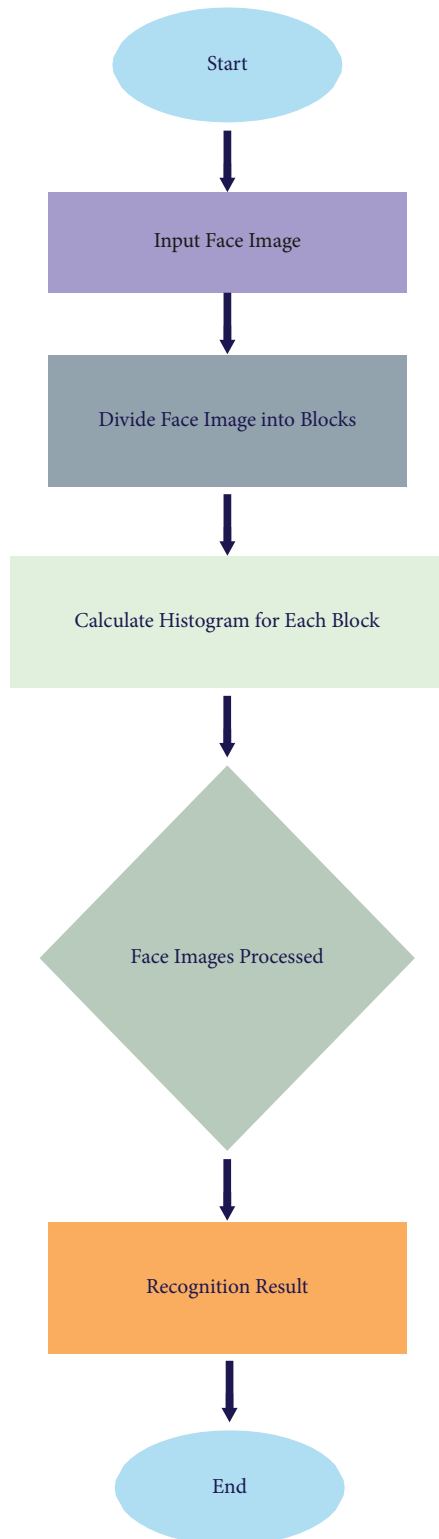 Start
Input Face Image
Divide Face Image into Blocks
Calculate Histogram for Each Block
Face Images Processed
Recognition Result
End